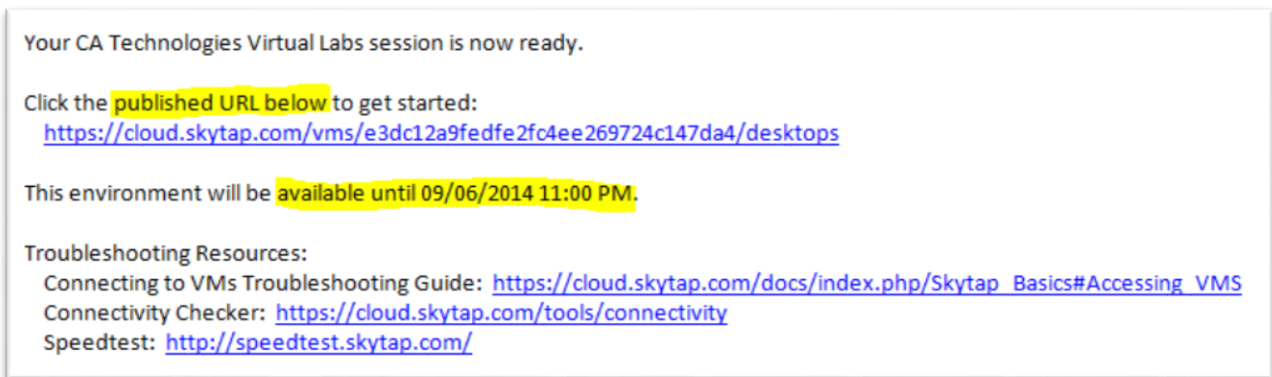 Your CA Technologies Virtual Labs session is now ready.
Click the published URL below to get started:
https://cloud.skytap.com/vms/e3dc12a9fedfe2fc4ee269724c147da4/desktops
This environment will be available until 09/06/2014 11:00 PM.
Troubleshooting Resources:
Connecting to VMs Troubleshooting Guide: https://cloud.skytap.com/docs/index.php/Skytap_Basics#Accessing_VMS
Connectivity Checker: https://cloud.skytap.com/tools/connectivity
Speedtest: http://speedtest.skytap.com/